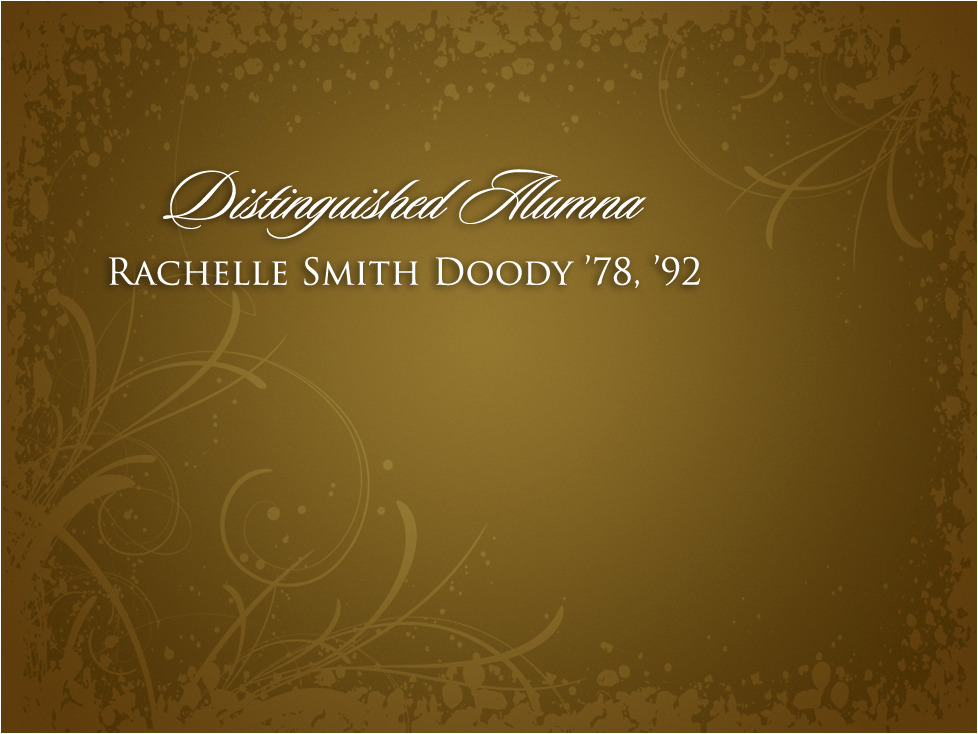 Distinguished Alumna
Rachelle Smith Doody ’78, ’92